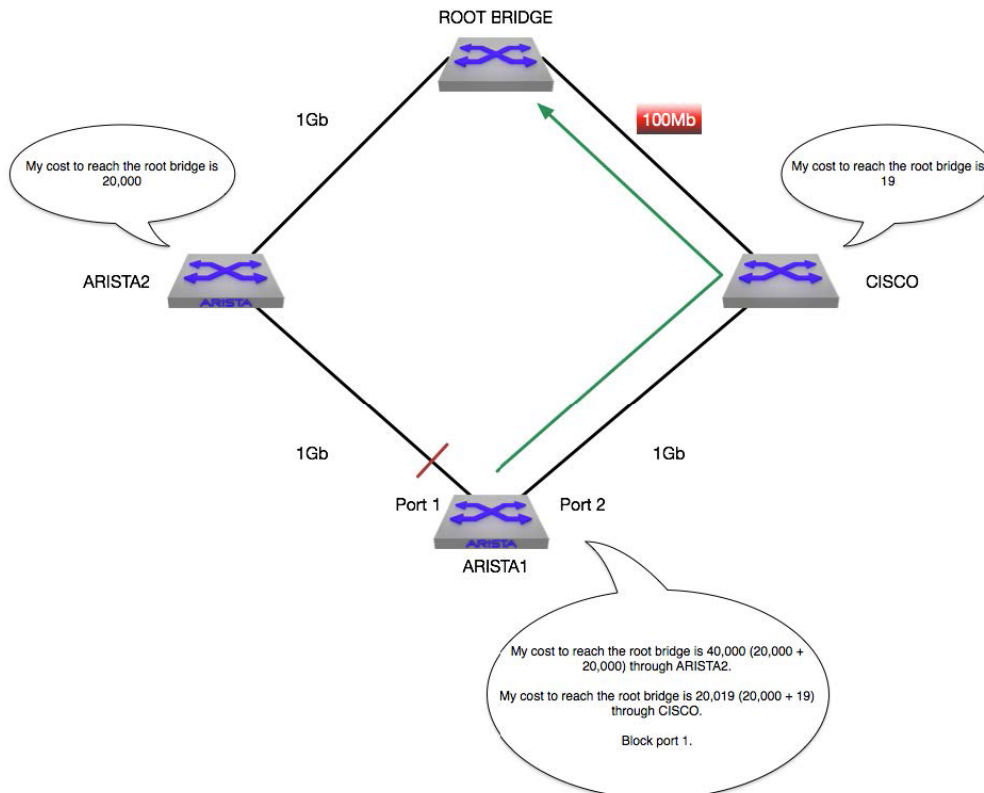 ROOT BRIDGE
1Gb
100Mb
My cost to reach the root bridge is
20,000
My cost to reach the root bridge is
19
ARISTA2
ARISTA
CISCO
1Gb
1Gb
Port 1
Port 2
ARISTA
ARISTA1
My cost to reach the root bridge is 40,000 (20,000 +
20,000) through ARISTA2.
My cost to reach the root bridge is 20,019 (20,000 + 19)
through CISCO.
Block port 1.